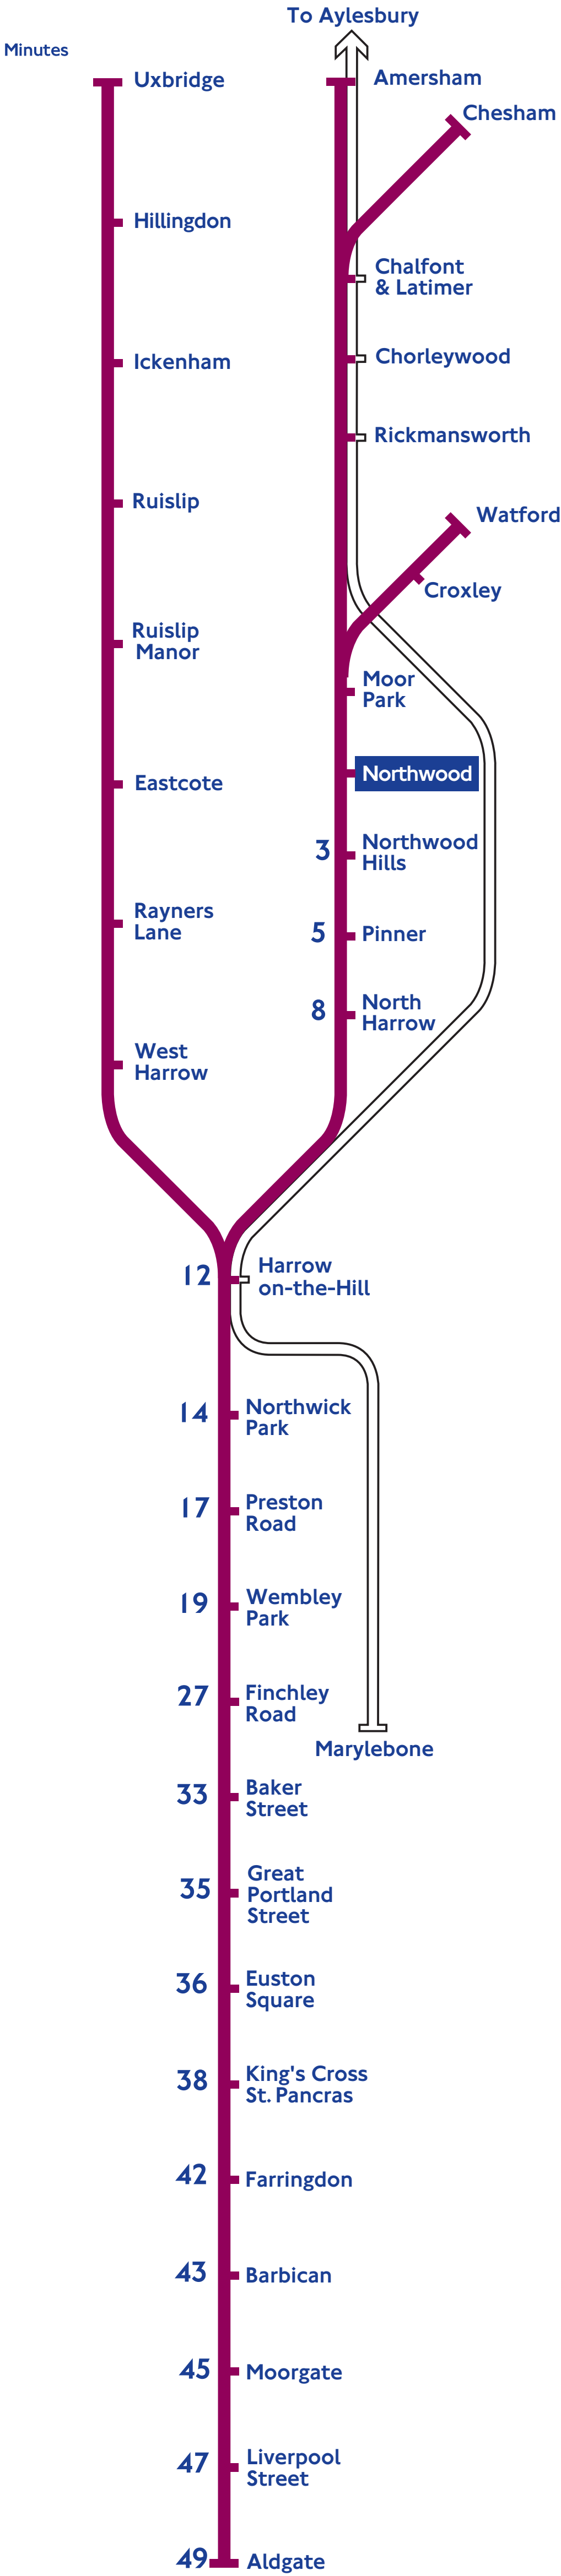 To Aylesbury
Minutes
Uxbridge
Amersham
Chesham
Hillingdon
Chalfont
& Latimer
Ickenham
Chorleywood
Rickmansworth
Ruislip
Watford
Croxley
Ruislip
Manor
Moor
Park
Eastcote
Northwood
3 Northwood
Hills
Rayners
Lane
5 Pinner
8 North
Harrow
West
Harrow
12 Harrow
on-the-Hill
14 Northwick
Park
17 Preston
Road
19 Wembley
Park
27 Finchley
Road
Marylebone
33 Baker
Street
35 Great
Portland
Street
36 Euston
Square
38 King's Cross
St. Pancras
42 Farringdon
43 Barbican
45 Moorgate
47 Liverpool
Street
49 Aldgate